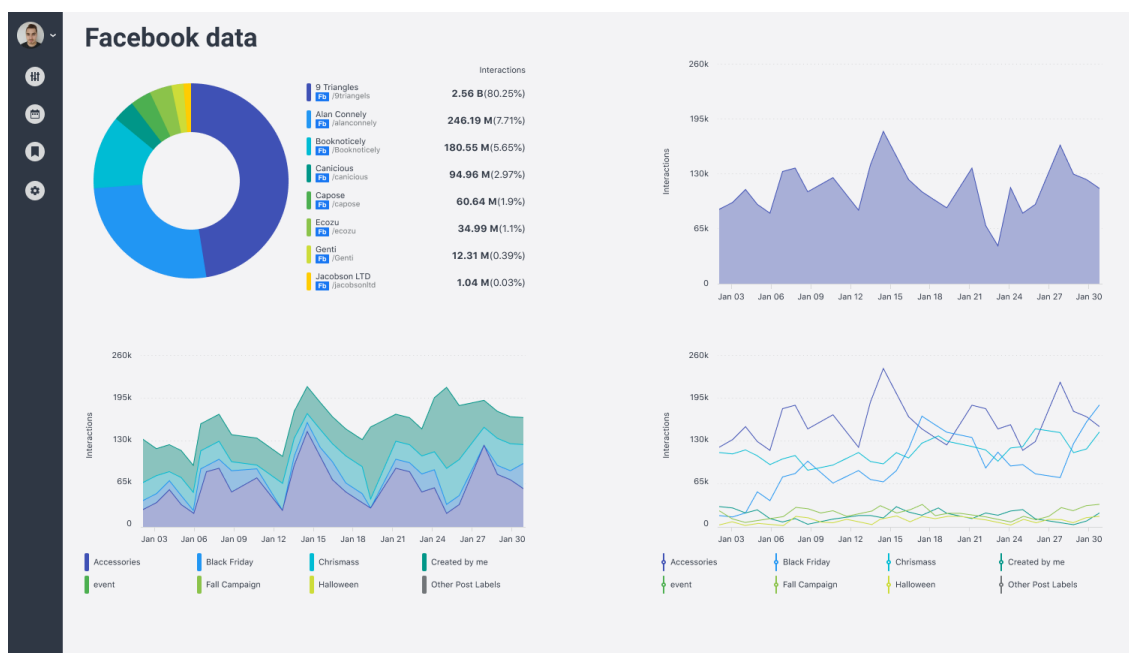 Facebook data
Interactions
9 Triangles
Fb /9triangels
2.56 B(80.25%)
Alan Connely
Fb /alanconnely
246.19 M(7.71%)
Booknoticely
Fb /Booknoticely
180.55 M(5.65%)
Canicious
Fb /canicious
94.96 M(2.97%)
Capose
Fb /capose
60.64 M(1.9%)
Ecozu
Fb /ecozu
34.99 M(1.1%)
Genti
Fb /Genti
12.31 M(0.39%)
Jacobson LTD
Fb /jacobsonltd
1.04 M(0.03%)
260k
195k
130k
65k
0
Interactions
Jan 03 Jan 06 Jan 09 Jan 12 Jan 15 Jan 18 Jan 21 Jan 24 Jan 27 Jan 30
260k
195k
130k
65k
0
Interactions
Jan 03 Jan 06 Jan 09 Jan 12 Jan 15 Jan 18 Jan 21 Jan 24 Jan 27 Jan 30
Accessories Black Friday Chrismass Created by me
event Fall Campaign Halloween Other Post Labels
260k
195k
130k
65k
0
Interactions
Jan 03 Jan 06 Jan 09 Jan 12 Jan 15 Jan 18 Jan 21 Jan 24 Jan 27 Jan 30
Accessories Black Friday Chrismass Created by me
event Fall Campaign Halloween Other Post Labels